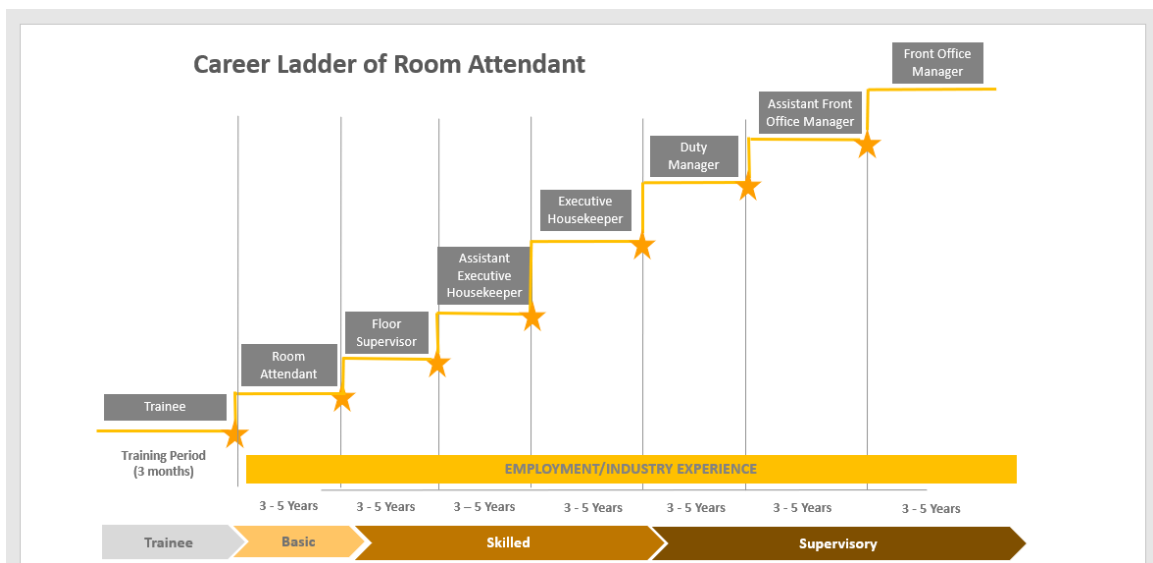 Career Ladder of Room Attendant
Front Office
Manager
Assistant Front
Office Manager
Duty
Manager
Executive
Housekeeper
Assistant
Executive
Housekeeper
Floor
Supervisor
Room
Attendant
Trainee
Training Period
(3 months)
EMPLOYMENT/INDUSTRY EXPERIENCE
3 - 5 Years
3 - 5 Years
3 – 5 Years
3 - 5 Years
3 - 5 Years
3 - 5 Years
3 - 5 Years
Trainee
Basic
Skilled
Supervisory